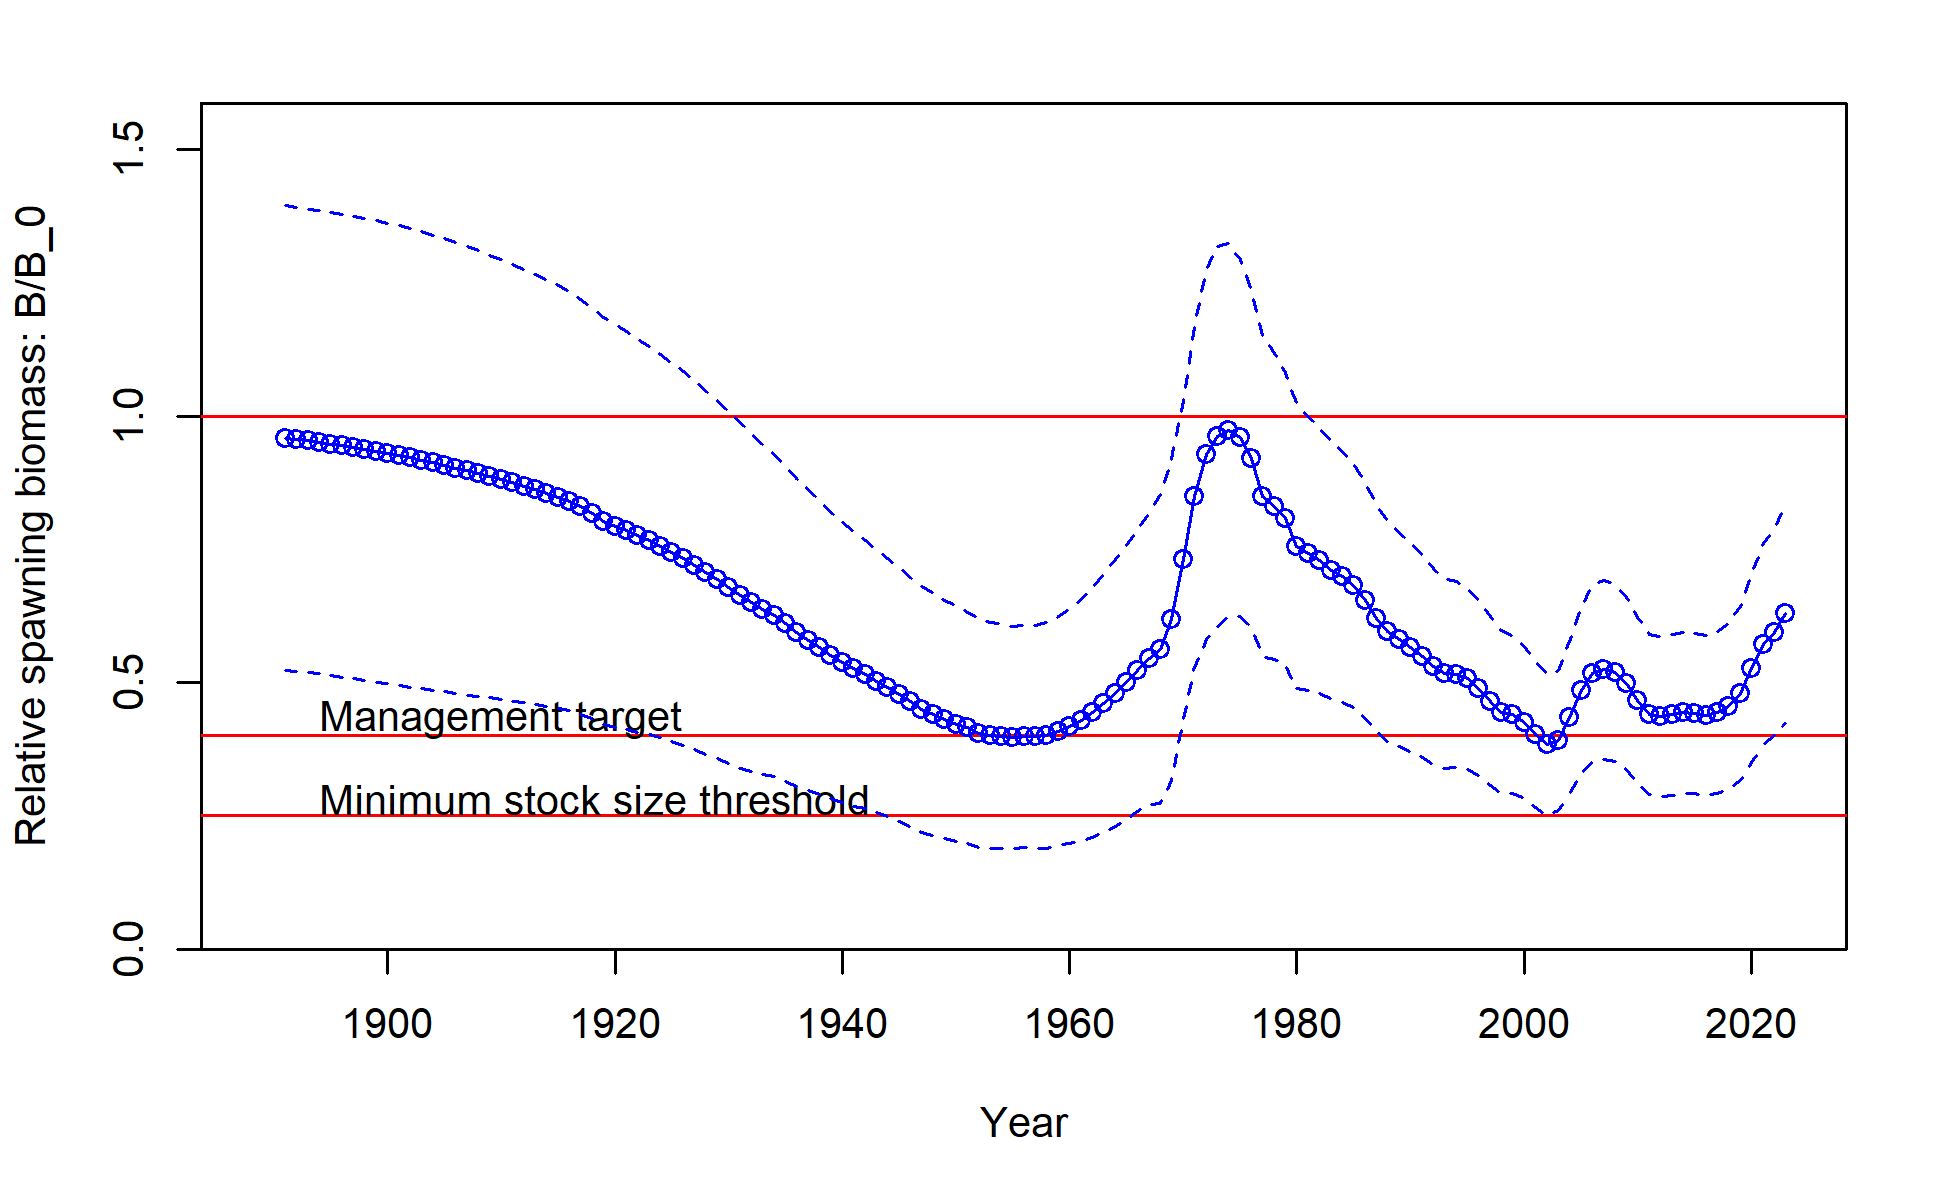 Relative spawning biomass: B/B_0
1.5
1.0
0.5
0.0
Management target
Minimum stock size threshold
1900 1920 1940 1960 1980 2000 2020
Year